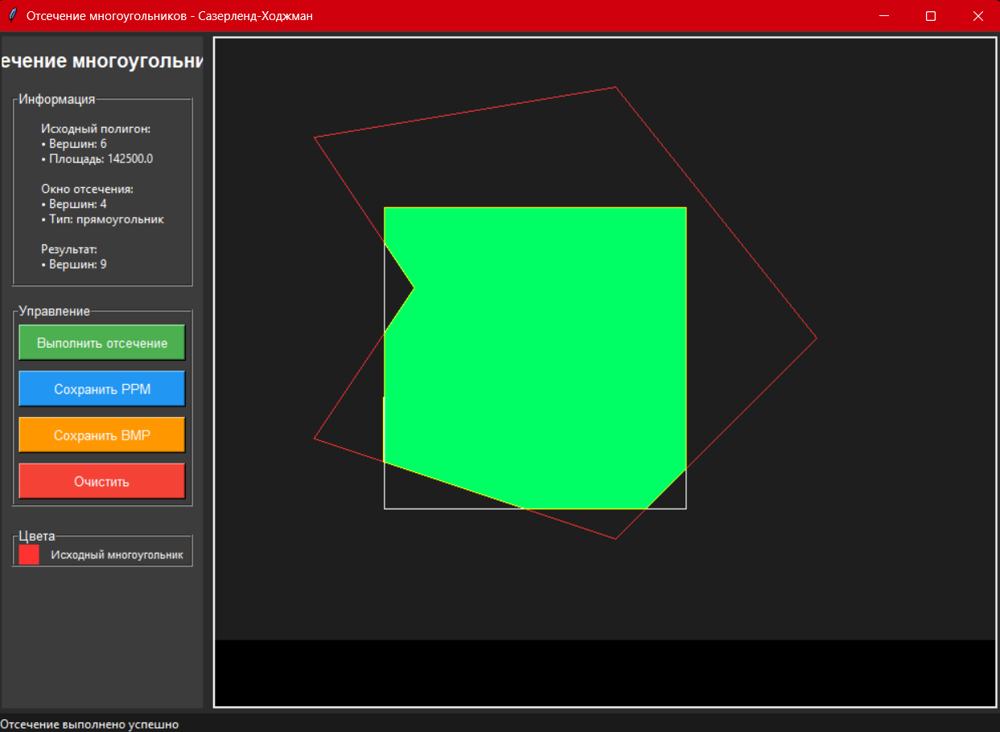 Отсечение многоугольников - Сазерленд-Ходжман
ечение многоугольни
Информация
Исходный полигон:
• Вершин: 6
• Площадь: 142500.0
Окно отсечения:
• Вершин: 4
• Тип: прямоугольник
Результат:
• Вершин: 9
Управление
Выполнить отсечение
Сохранить PPM
Сохранить BMP
Очистить
Цвета
Исходный многоугольник
Отсечение выполнено успешно